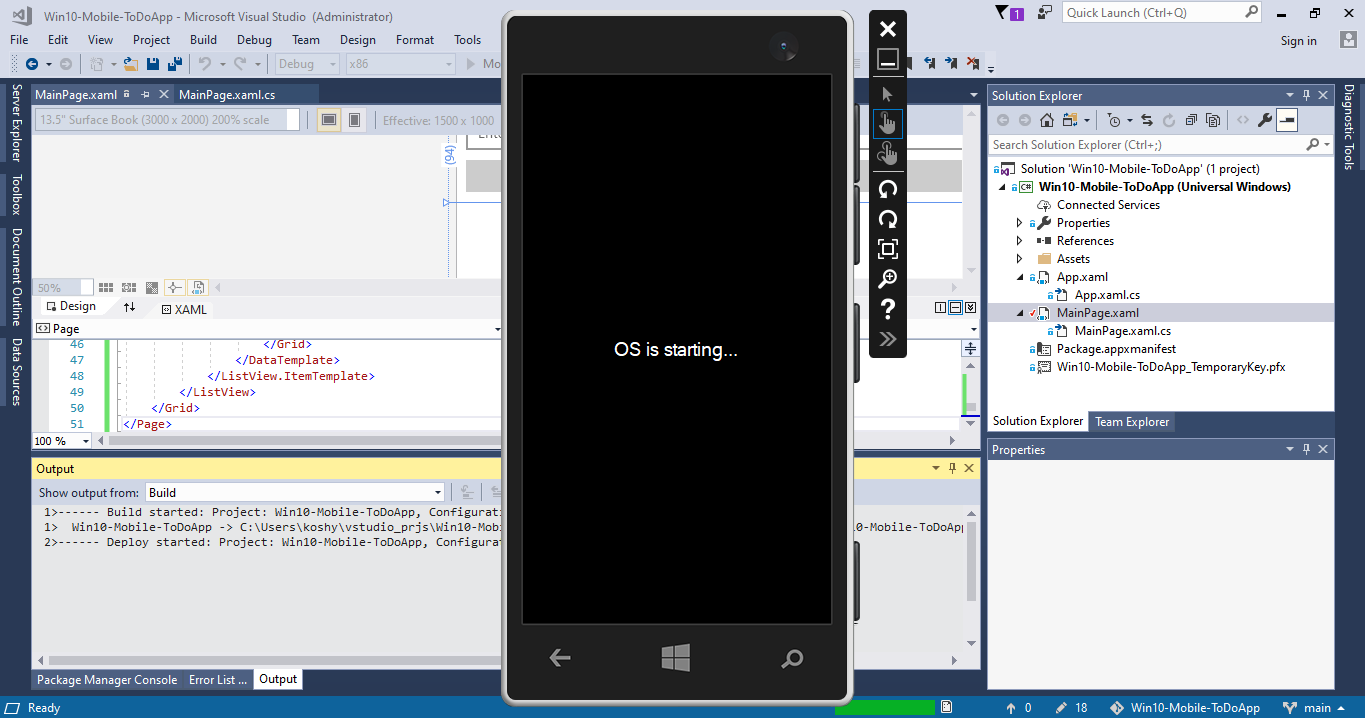 Win10-Mobile-ToDoApp - Microsoft Visual Studio (Administrator)
1
Quick Launch (Ctrl+Q)
File Edit View Project Build Debug Team Design Format Tools
Sign in
Debug x86
MainPage.xaml MainPage.xaml.cs
13.5" Surface Book (3000 x 2000) 200% scale
Effective: 1500 x 1000
Server Explorer
Toolbox
Document Outline
Data Sources
(94)
50%
Design
XAML
Page
46 </Grid>
47 </DataTemplate>
48 </ListView.ItemTemplate>
49 </ListView>
50 </Grid>
51 </Page>
100 %
Output
Show output from: Build
1>------ Build started: Project: Win10-Mobile-ToDoApp,
1> Win10-Mobile-ToDoApp -> C:\Users\koshy\vstudio_prjs\
2>------ Deploy started: Project: Win10-Mobile-ToDoApp,
Package Manager Console Error List ... Output
OS is starting...
?
Solution Explorer
Search Solution Explorer (Ctrl+;)
Solution 'Win10-Mobile-ToDoApp' (1 project)
C# Win10-Mobile-ToDoApp (Universal Windows)
Connected Services
Properties
References
Assets
App.xaml
App.xaml.cs
MainPage.xaml
MainPage.xaml.cs
Package.appxmanifest
Win10-Mobile-ToDoApp_TemporaryKey.pfx
Solution Explorer Team Explorer
Properties
Diagnostic Tools
Ready
0 18 Win10-Mobile-ToDoApp main